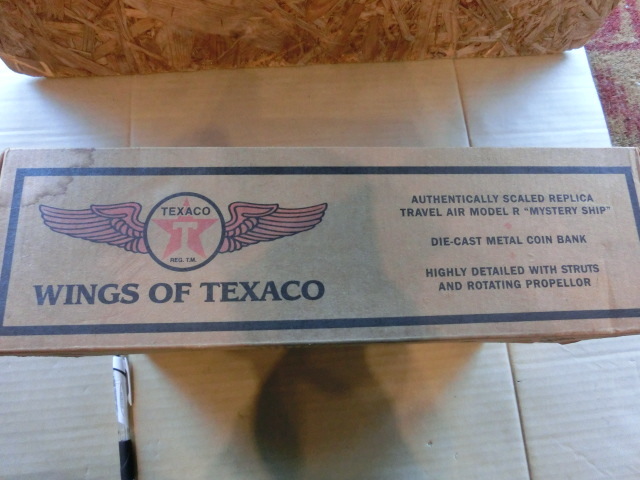 TEXACO
T
REG. T.M.
WINGS OF TEXACO
AUTHENTICALLY SCALED REPLICA
TRAVEL AIR MODEL R "MYSTERY SHIP"
DIE-CAST METAL COIN BANK
HIGHLY DETAILED WITH STRUTS
AND ROTATING PROPELLOR